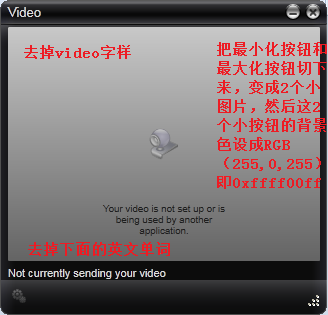 Video
去掉video字样
把最小化按钮和
最大化按钮切下
来，变成2个小
图片，然后这2
个小按钮的背景
色设成RGB
（255,0,255）
即0xffff00ff
Your video is not set up or is
being used by another
application.
去掉下面的英文单词
Not currently sending your video